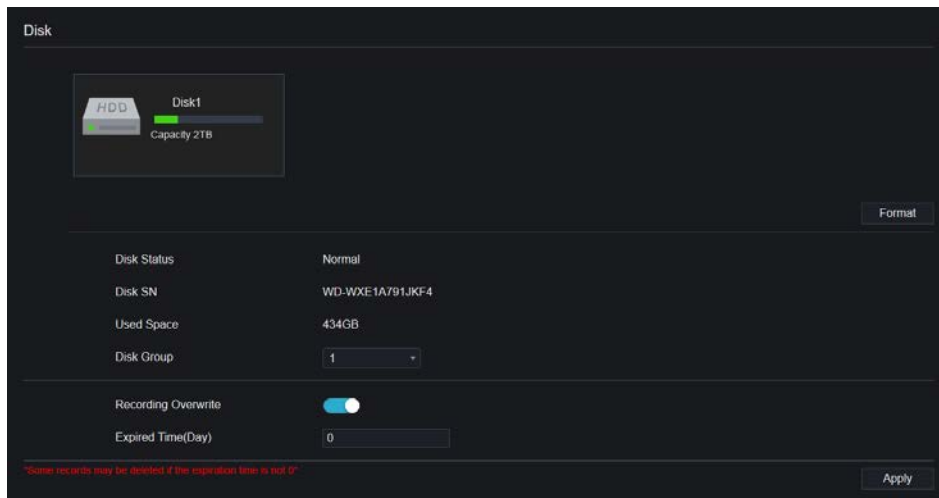 Disk
HDD
Disk1
Capacity 2TB
Format
Disk Status Normal
Disk SN WD-WXE1A791JKF4
Used Space 434GB
Disk Group 1
Recording Overwrite
Expired Time(Day) 0
"Some records may be deleted if the expiration time is not 0"
Apply